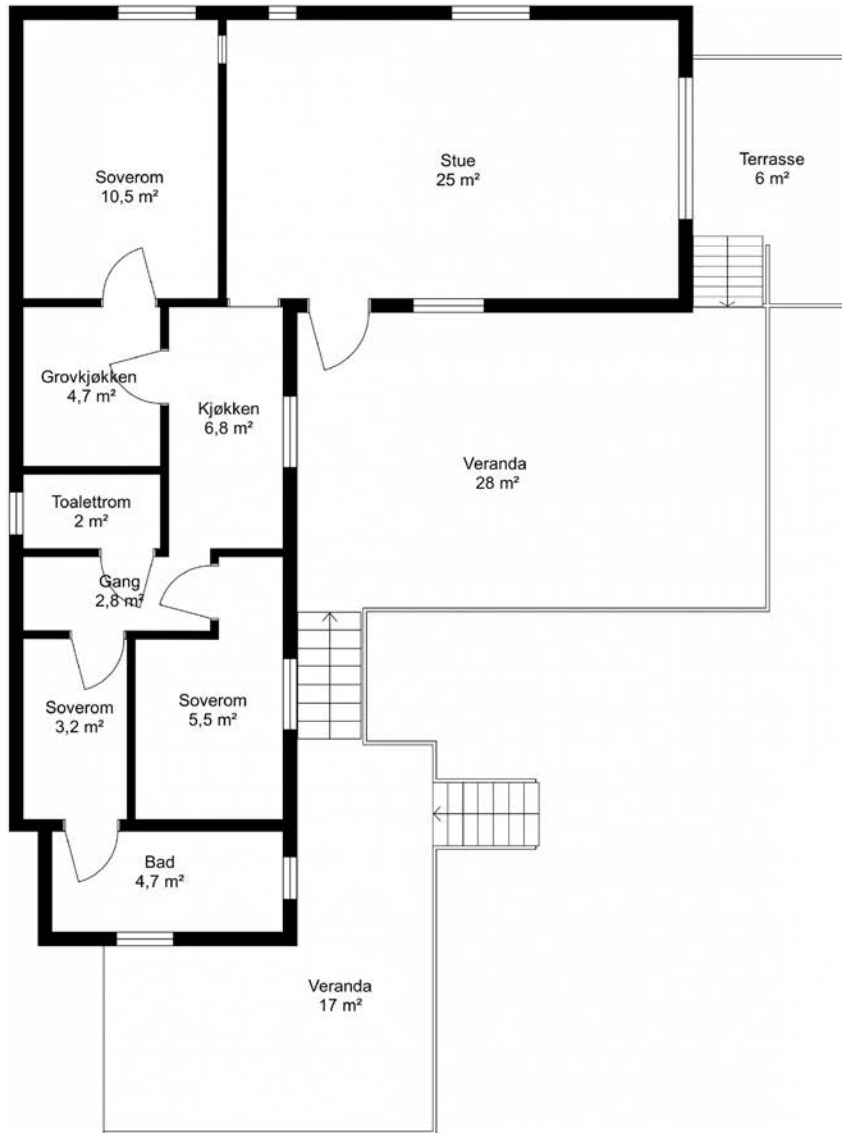 Soverom
10,5 m²
Stue
25 m²
Terrasse
6 m²
Grovkjøkken
4,7 m²
Kjøkken
6,8 m²
Veranda
28 m²
Toalettrom
2 m²
Gang
2,8 m²
Soverom
3,2 m²
Soverom
5,5 m²
Bad
4,7 m²
Veranda
17 m²